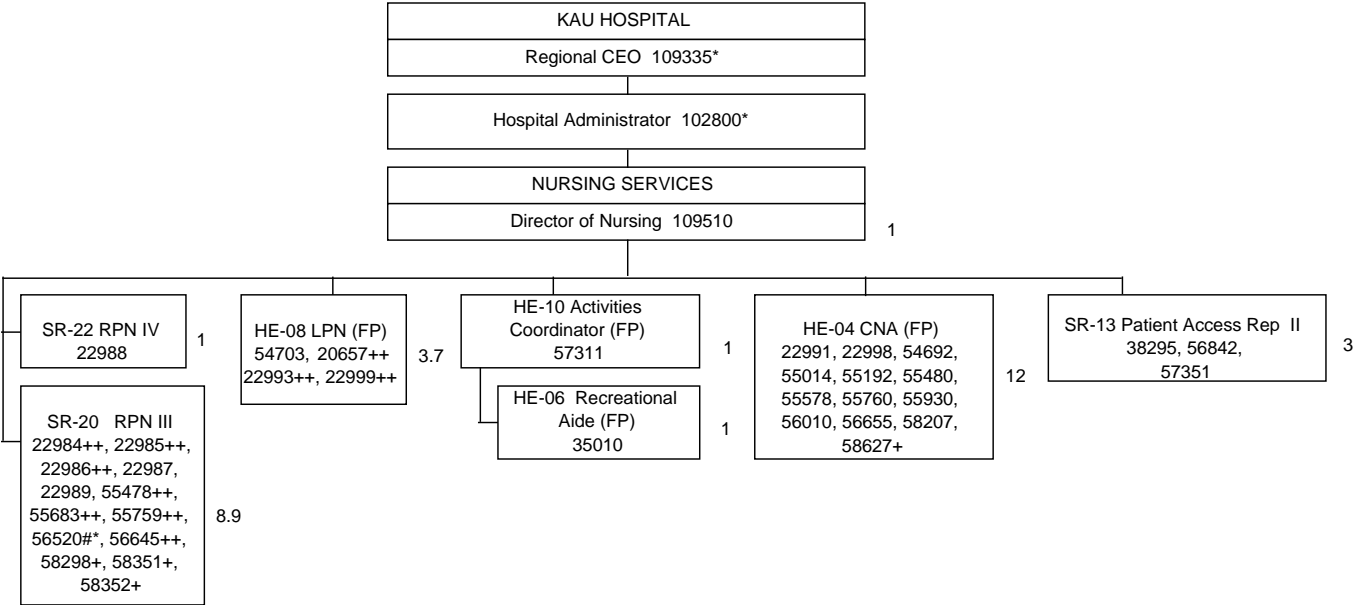 KAU HOSPITAL
Regional CEO 109335*
Hospital Administrator 102800*
NURSING SERVICES
Director of Nursing 109510
1
SR-22 RPN IV
22988
1
SR-20 RPN III
22984++, 22985++,
22986++, 22987,
22989, 55478++,
55683++, 55759++,
56520#*, 56645++,
58298+, 58351+,
58352+
8.9
HE-08 LPN (FP)
54703, 20657++
22993++, 22999++
3.7
HE-10 Activities
Coordinator (FP)
57311
1
HE-06 Recreational
Aide (FP)
35010
1
HE-04 CNA (FP)
22991, 22998, 54692,
55014, 55192, 55480,
55578, 55760, 55930,
56010, 56655, 58207,
58627+
12
SR-13 Patient Access Rep II
38295, 56842,
57351
3